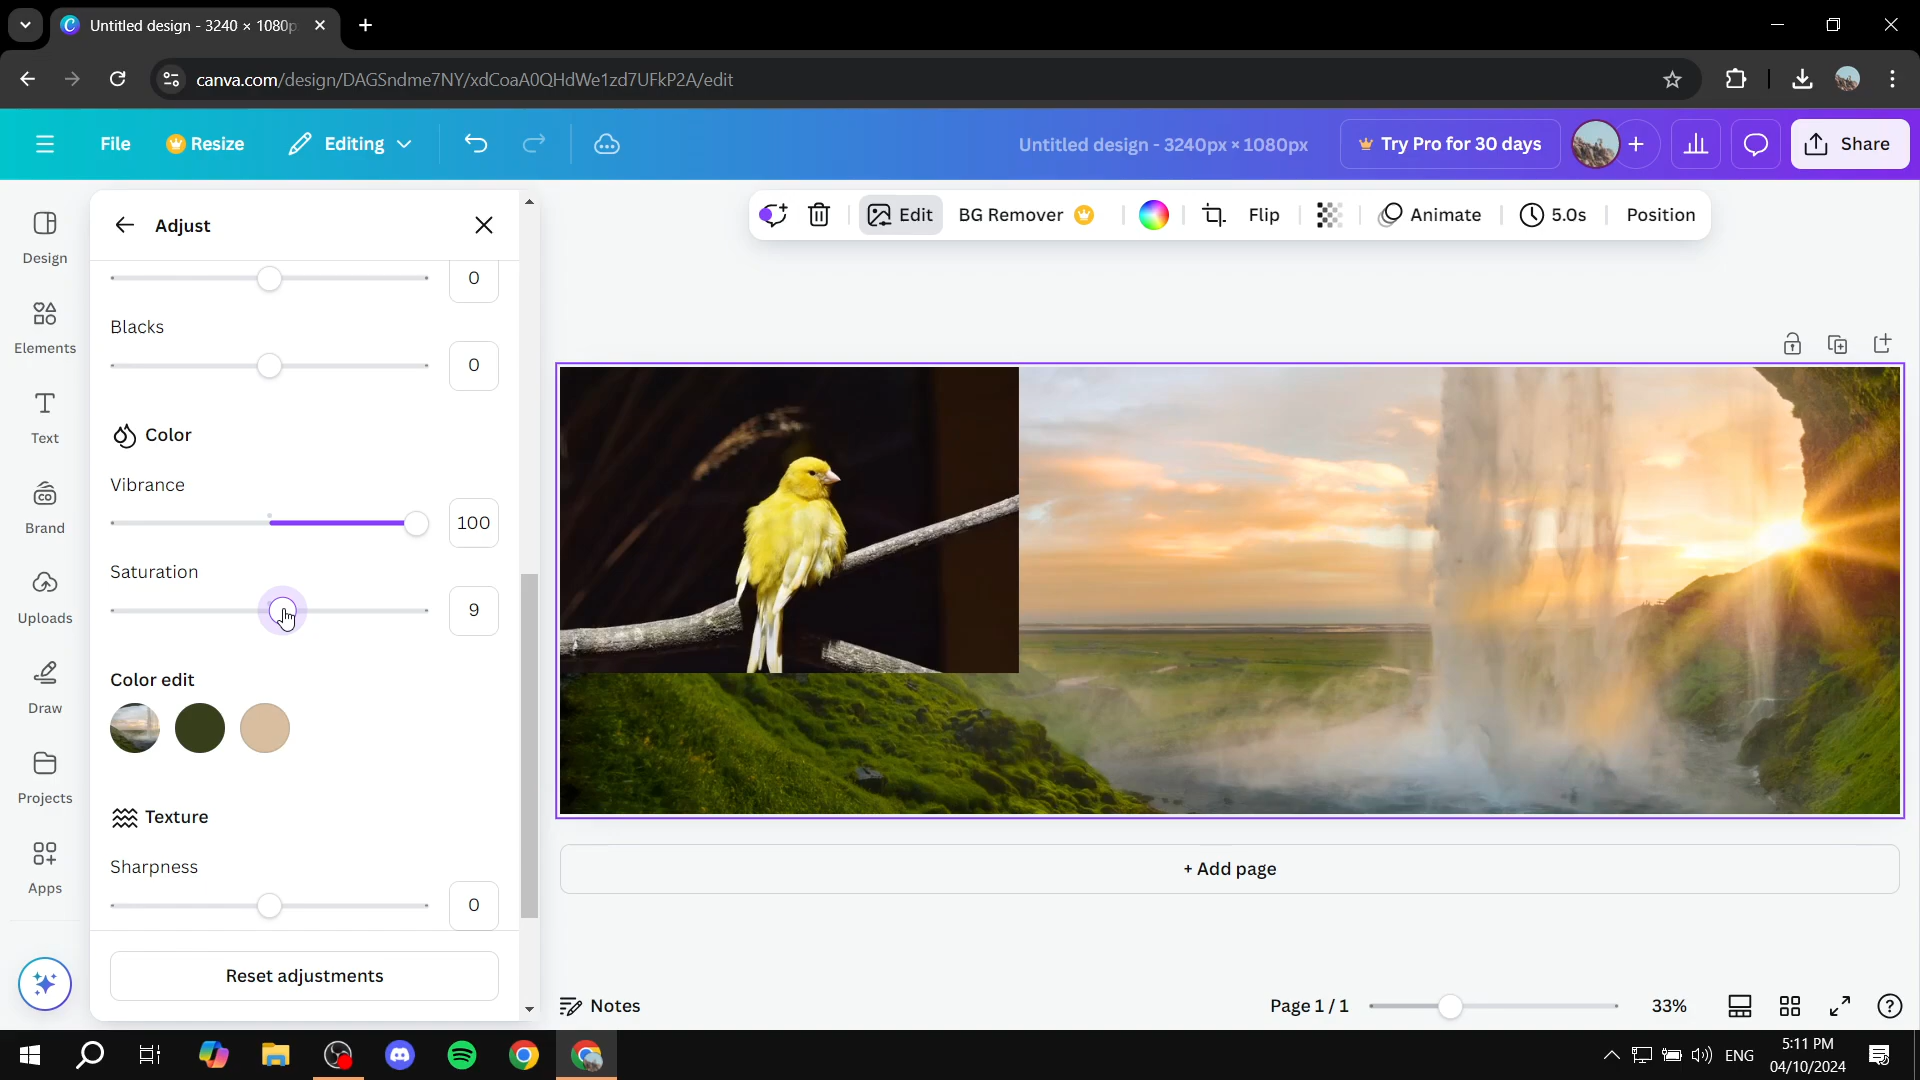 Untitled design - 3240 × 1080p
canva.com/design/DAGSndme7NY/xdCoaA0QHdWe1zd7UFkP2A/edit
File
Resize
Editing
Untitled design - 3240px × 1080px
Try Pro for 30 days
Share
Design
Elements
Text
Brand
Uploads
Draw
Projects
Apps
Adjust
0
Blacks
0
Color
Vibrance
100
Saturation
9
Color edit
Texture
Sharpness
0
Reset adjustments
Edit
BG Remover
Flip
Animate
5.0s
Position
+ Add page
Notes
Page 1 / 1
33%
ENG
5:11 PM
04/10/2024